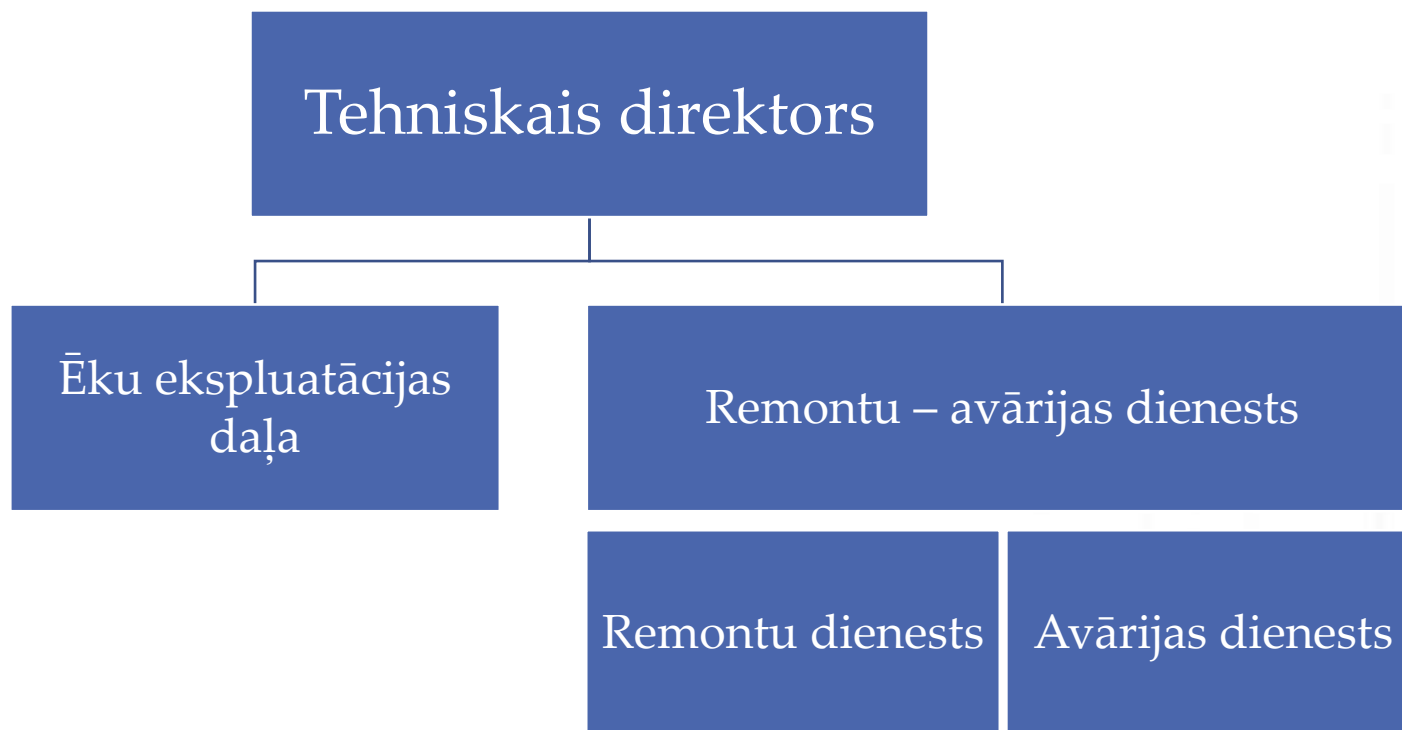 Tehniskais direktors
Ēku ekspluatācijas
daļa
Remontu – avārijas dienests
Remontu dienests
Avārijas dienests